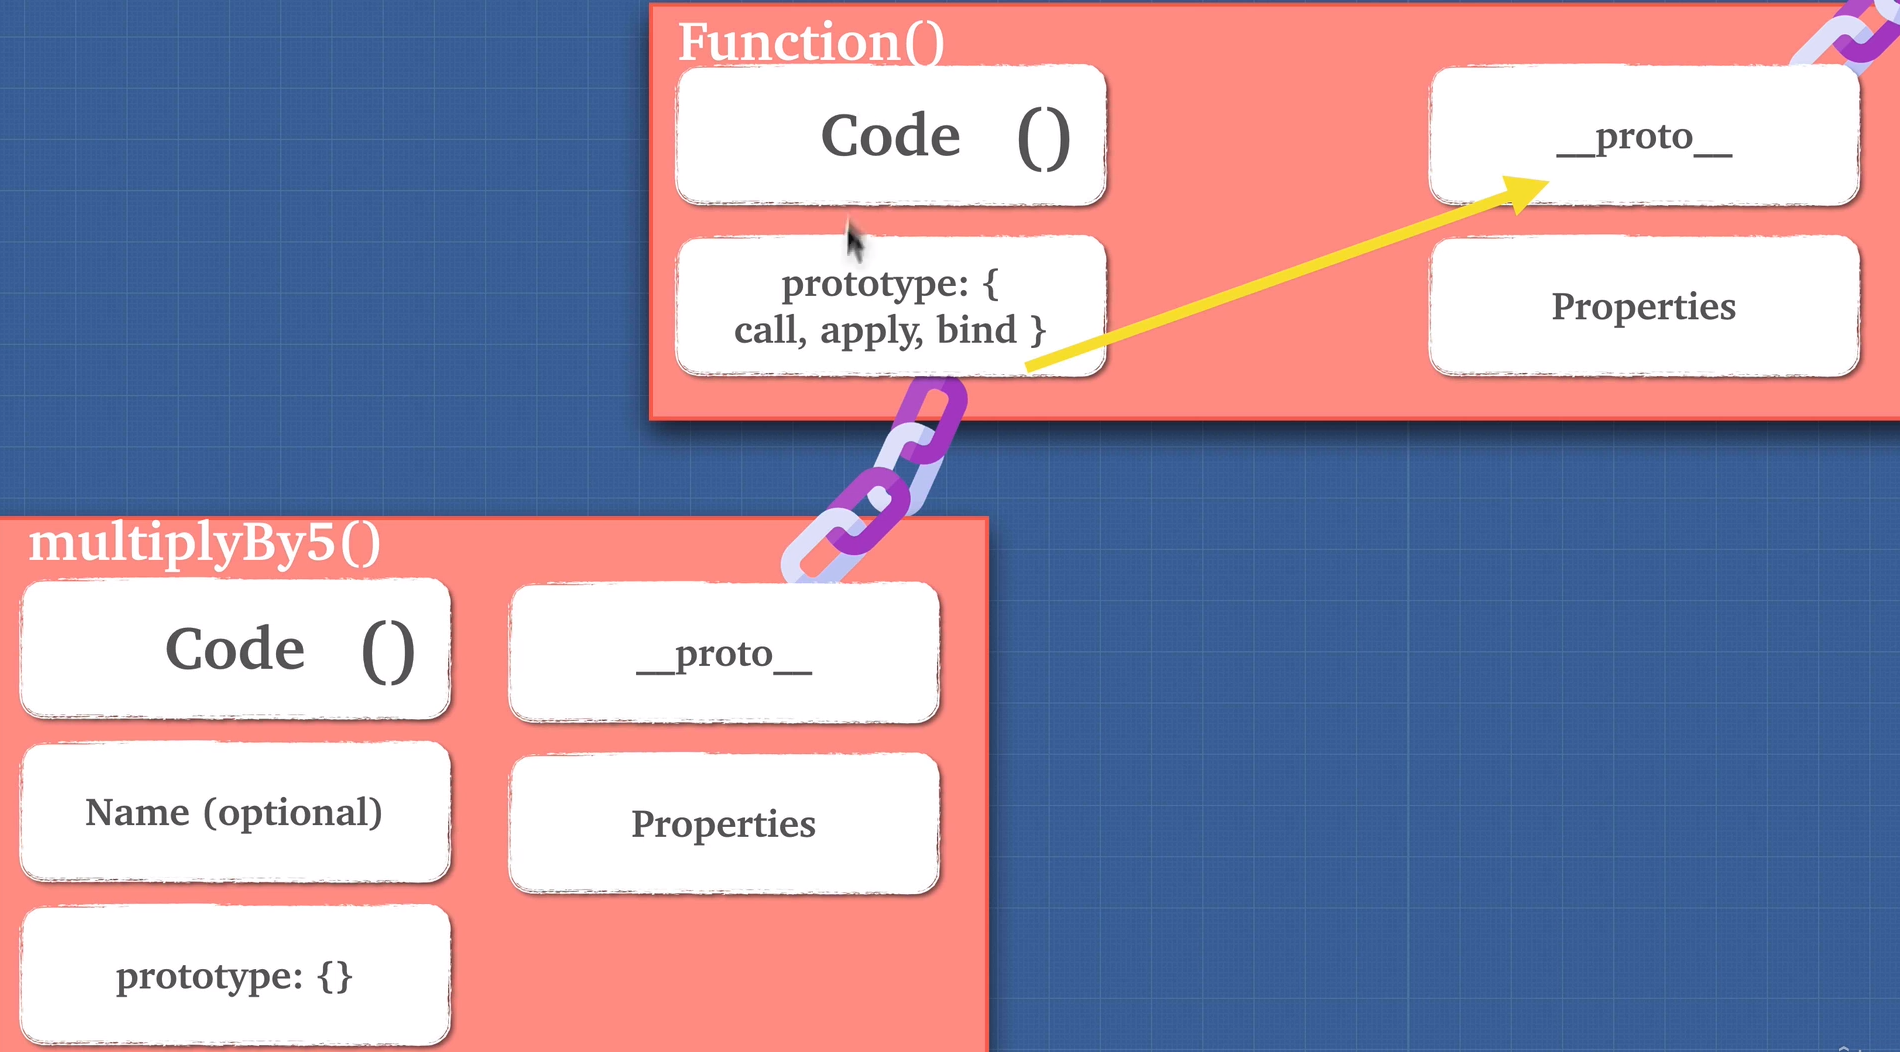 Function()
Code ()
__proto__
prototype: {
call, apply, bind }
Properties
multiplyBy5()
Code ()
__proto__
Name (optional)
Properties
prototype: {}